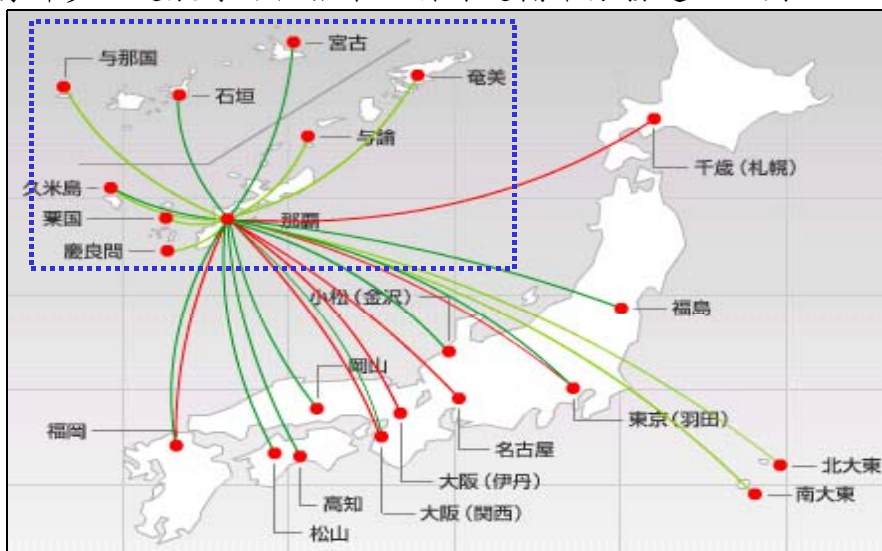 宮古
与那国
奄美
石垣
与論
千歳(札幌)
久米島
粟国
那覇
慶良間
小松(金沢)
福島
岡山
東京(羽田)
福岡
名古屋
北大東
大阪(伊丹)
南大東
高知
大阪(関西)
松山